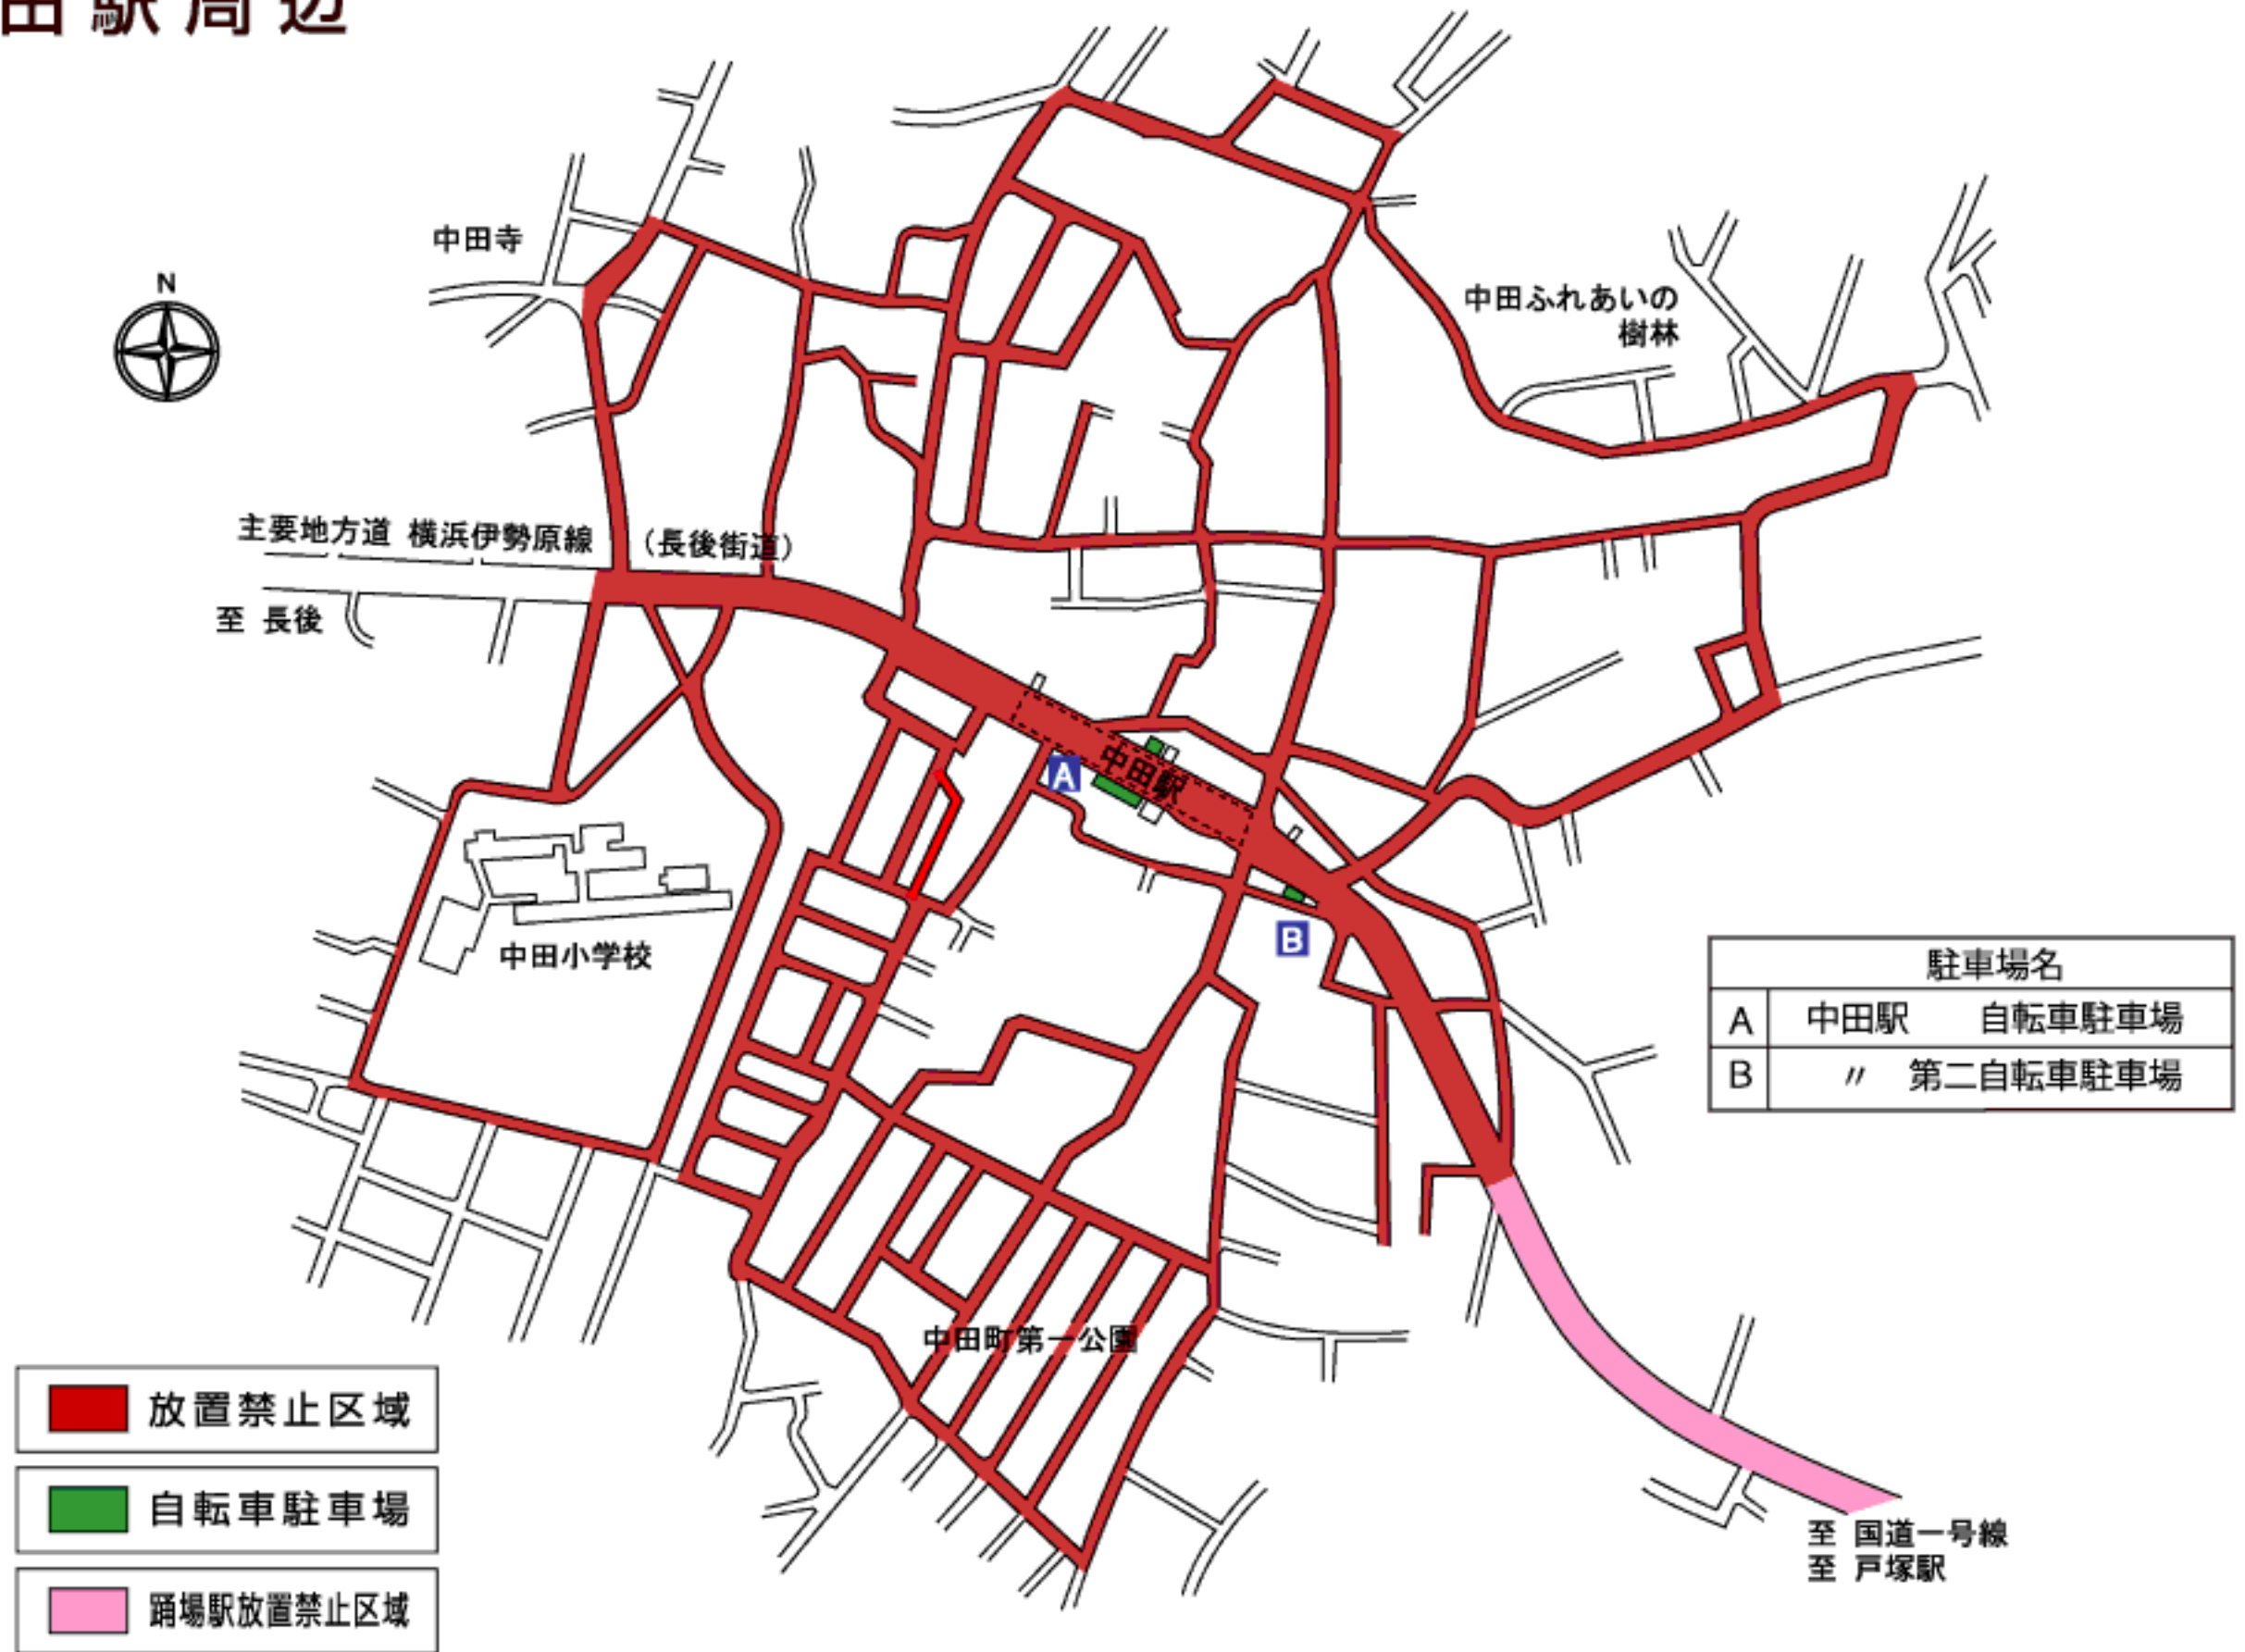 田駅周辺
中田寺
N
中田ふれあいの
樹林
主要地方道 横浜伊勢原線 (長後街道)
至 長後
中田駅
A
B
中田小学校
駐車場名
A 中田駅 自転車駐車場
B 〃 第二自転車駐車場
中田町第一公園
放置禁止区域
自転車駐車場
踊場駅放置禁止区域
至 国道一号線
至 戸塚駅